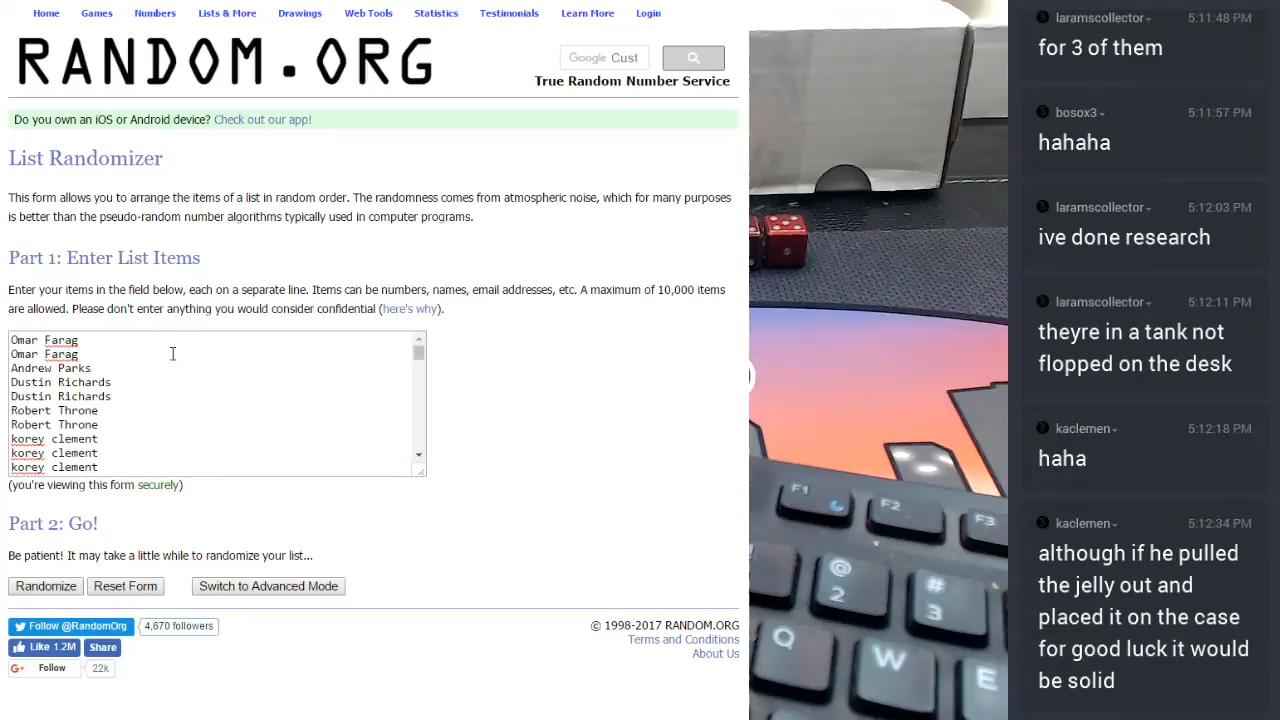 Home Games Numbers Lists & More Drawings Web Tools Statistics Testimonials Learn More Login
RANDOM.ORG
Google Cust
True Random Number Service
Do you own an iOS or Android device? Check out our app!
List Randomizer
This form allows you to arrange the items of a list in random order. The randomness comes from atmospheric noise, which for many purposes
is better than the pseudo-random number algorithms typically used in computer programs.
Part 1: Enter List Items
Enter your items in the field below, each on a separate line. Items can be numbers, names, email addresses, etc. A maximum of 10,000 items
are allowed. Please don't enter anything you would consider confidential (here's why).
Omar Farag
Omar Farag
Andrew Parks
Dustin Richards
Dustin Richards
Robert Throne
Robert Throne
korey clement
korey clement
korey clement
(you're viewing this form securely)
Part 2: Go!
Be patient! It may take a little while to randomize your list...
Randomize Reset Form Switch to Advanced Mode
Follow @RandomOrg 4,670 followers
Like 1.2M Share
G+ Follow 22k
© 1998-2017 RANDOM.ORG
Terms and Conditions
About Us
F1 F2 F3
@ #
2 3
Q W E
laramscollector 5:11:48 PM
for 3 of them
bosox3 5:11:57 PM
hahaha
laramscollector 5:12:03 PM
ive done research
laramscollector 5:12:11 PM
theyre in a tank not
flopped on the desk
kaclemen 5:12:18 PM
haha
kaclemen 5:12:34 PM
although if he pulled
the jelly out and
placed it on the case
for good luck it would
be solid